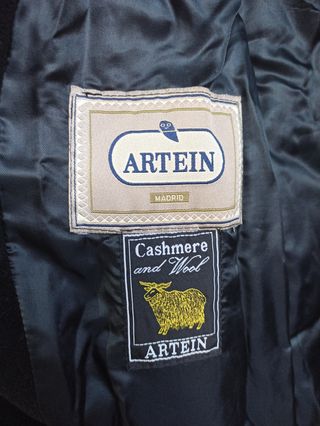 ARTEIN
MADRID
Cashmere
and Wool
ARTEIN